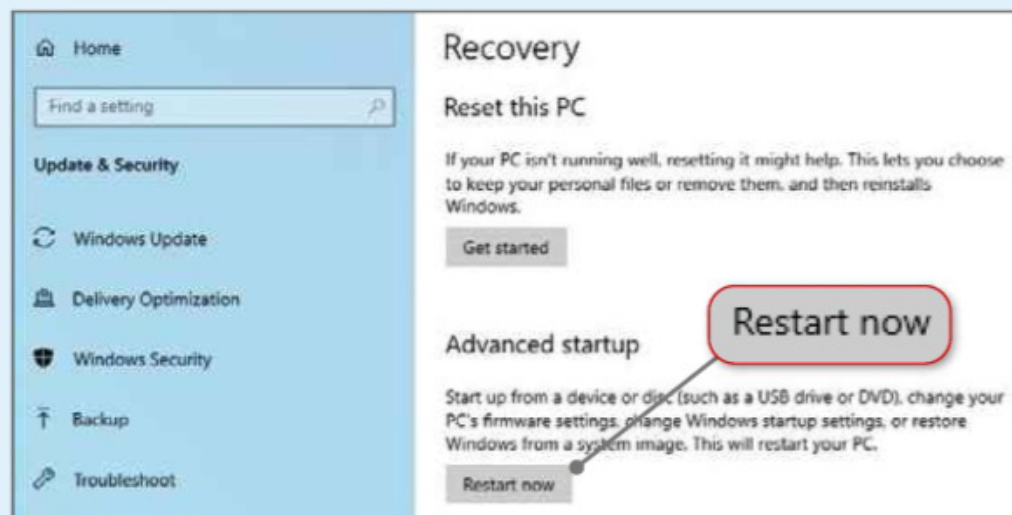 Home
Find a setting
Update & Security
Windows Update
Delivery Optimization
Windows Security
Backup
Troubleshoot
Recovery
Reset this PC
If your PC isn't running well, resetting it might help. This lets you choose
to keep your personal files or remove them, and then reinstalls
Windows.
Get started
Restart now
Advanced startup
Start up from a device or disc (such as a USB drive or DVD), change your
PC's firmware settings, change Windows startup settings, or restore
Windows from a system image. This will restart your PC.
Restart now